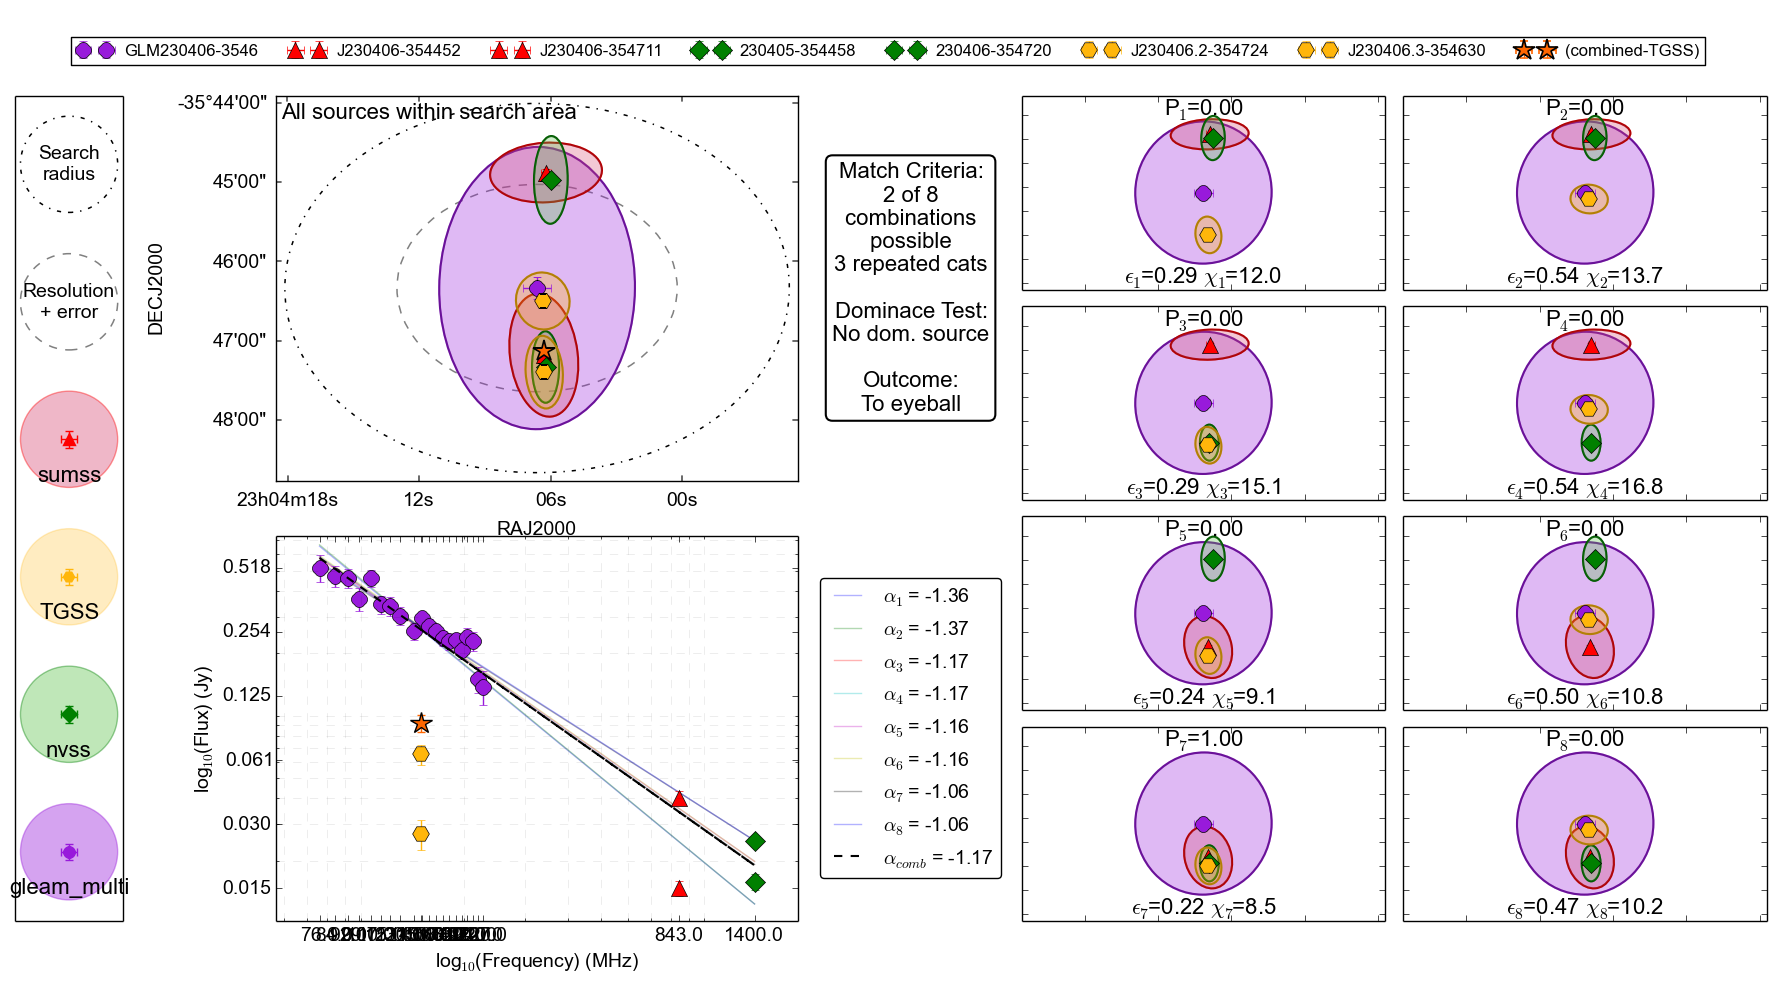 GLM230406-3546 J230406-354452 J230406-354711 230405-354458 230406-354720 J230406.2-354724 J230406.3-354630 (combined-TGSS)
Search
radius
Resolution
+ error
sumss
TGSS
nvss
gleam_multi
All sources within search area
DECJ2000
-35°44'00"
45'00"
46'00"
47'00"
48'00"
23h04m18s 12s 06s 00s
RAJ2000
Match Criteria:
2 of 8
combinations
possible
3 repeated cats
Dominace Test:
No dom. source
Outcome:
To eyeball
log10(Flux) (Jy)
0.518
0.254
0.125
0.061
0.030
0.015
843.0 1400.0
log10(Frequency) (MHz)
α1 = -1.36
α2 = -1.37
α3 = -1.17
α4 = -1.17
α5 = -1.16
α6 = -1.16
α7 = -1.06
α8 = -1.06
αcomb = -1.17
P1=0.00
ϵ1=0.29 χ1=12.0
P2=0.00
ϵ2=0.54 χ2=13.7
P3=0.00
ϵ3=0.29 χ3=15.1
P4=0.00
ϵ4=0.54 χ4=16.8
P5=0.00
ϵ5=0.24 χ5=9.1
P6=0.00
ϵ6=0.50 χ6=10.8
P7=1.00
ϵ7=0.22 χ7=8.5
P8=0.00
ϵ8=0.47 χ8=10.2